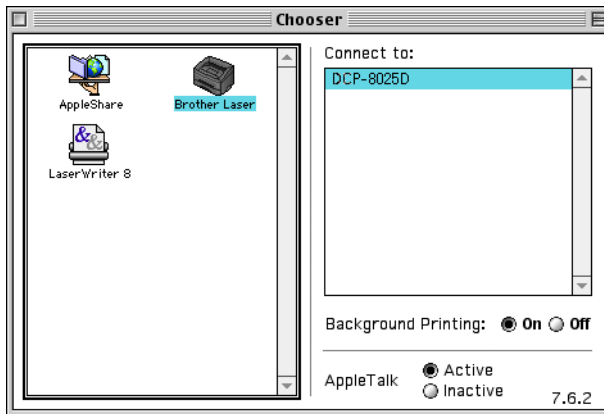 Chooser
AppleShare
Brother Laser
&&
LaserWriter 8
Connect to:
DCP-8025D
Background Printing: On Off
AppleTalk
Active
Inactive
7.6.2